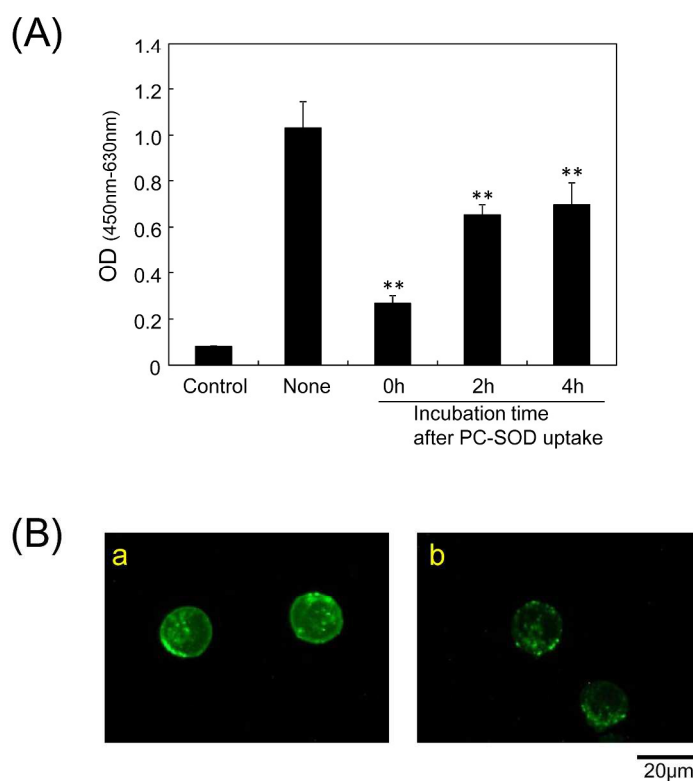 (A)
OD (450nm-630nm)
1.4
1.2
1.0
0.8
0.6
0.4
0.2
0
**
**
**
Control None 0h 2h 4h
Incubation time
after PC-SOD uptake
(B)
a b
20μm